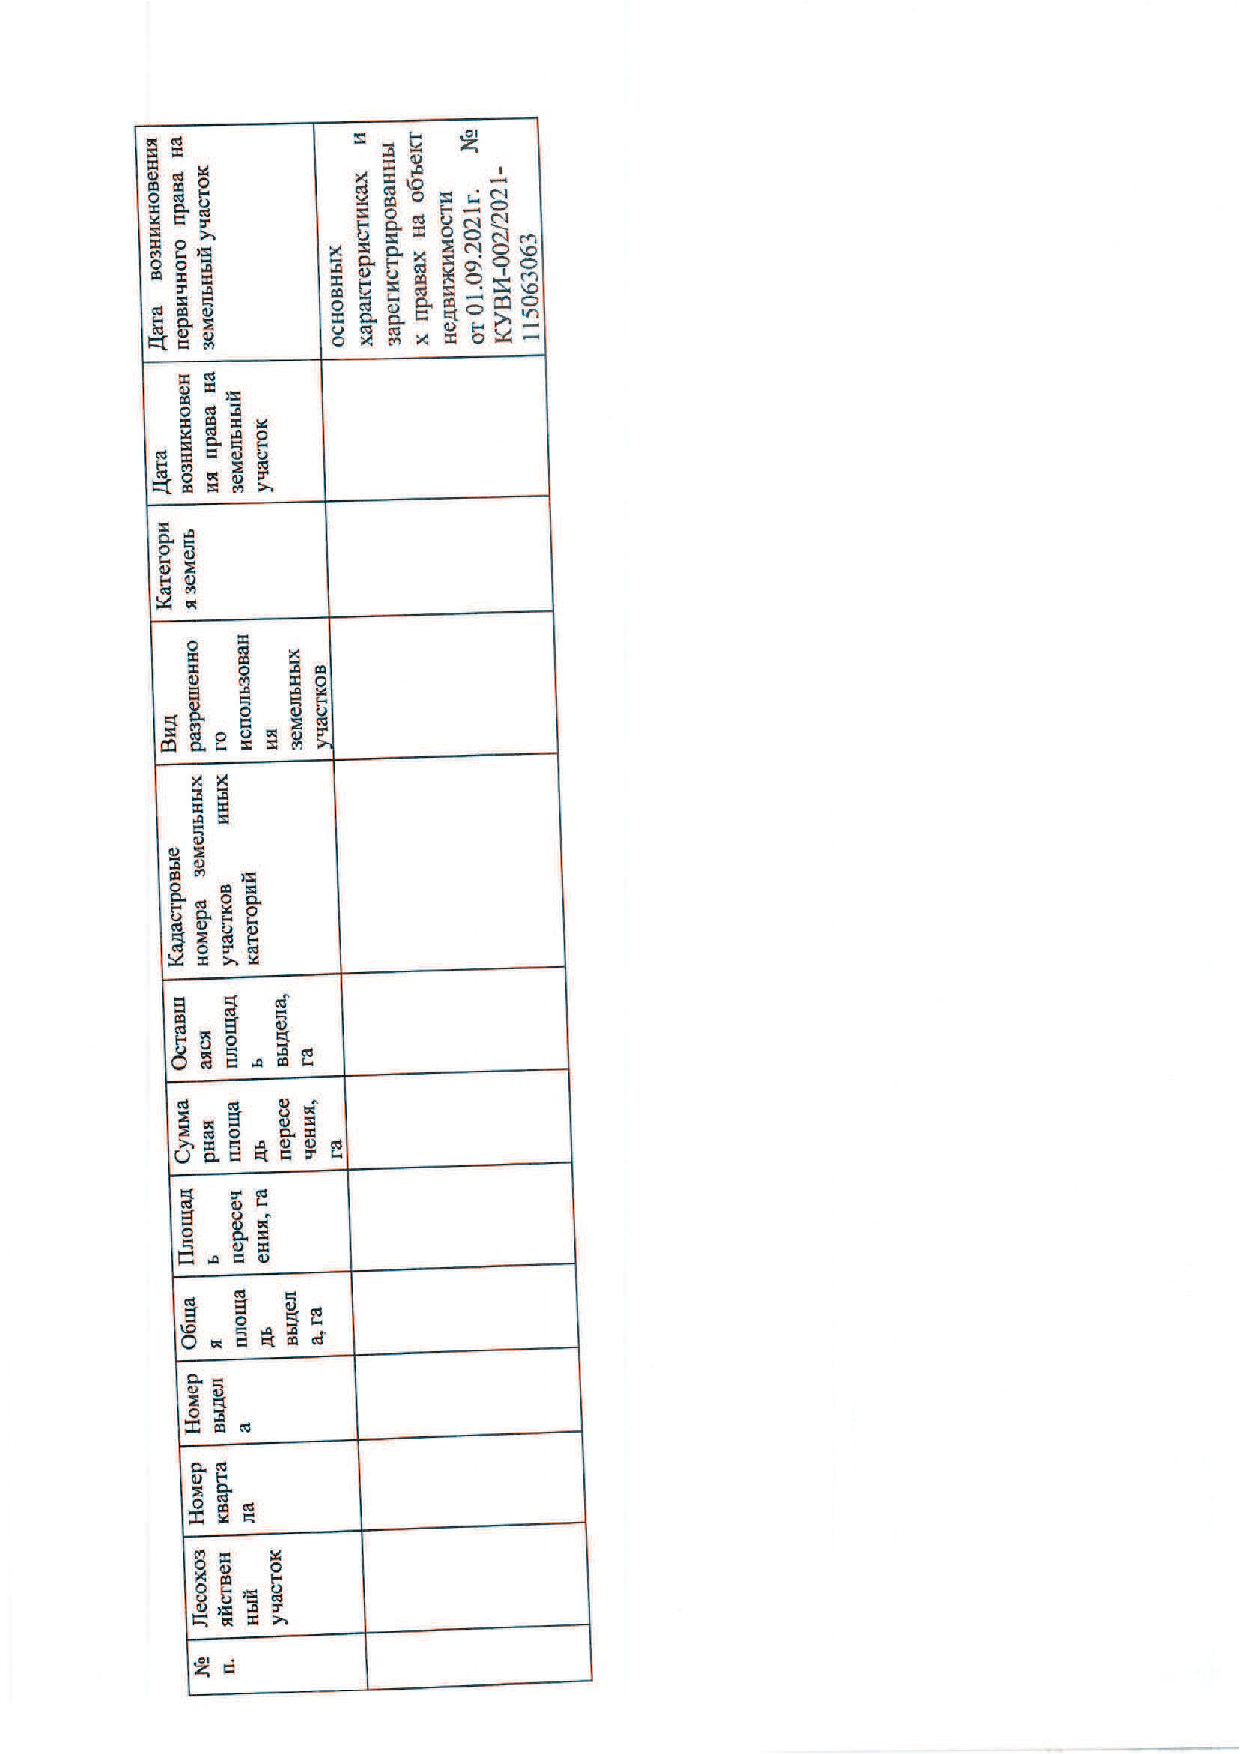 №
п.
Лесохоз
яйствен
ный
участок
Номер
кварта
ла
Номер
выдел
а
Обща
я
площа
дь
выдел
а, га
Площад
ь
пересеч
ения, га
Сумма
рная
площа
дь
пересе
чения,
га
Оставш
аяся
площад
ь
выдела,
га
Кадастровые
номера земельных
участков иных
категорий
Вид
разрешенно
го
использован
ия
земельных
участков
Категори
я земель
Дата
возникновен
ия права на
земельный
участок
Дата возникновения
первичного права на
земельный участок
основных
характеристиках и
зарегистрированны
х правах на объект
недвижимости
от 01.09.2021г. №
КУВИ-002/2021-
115063063